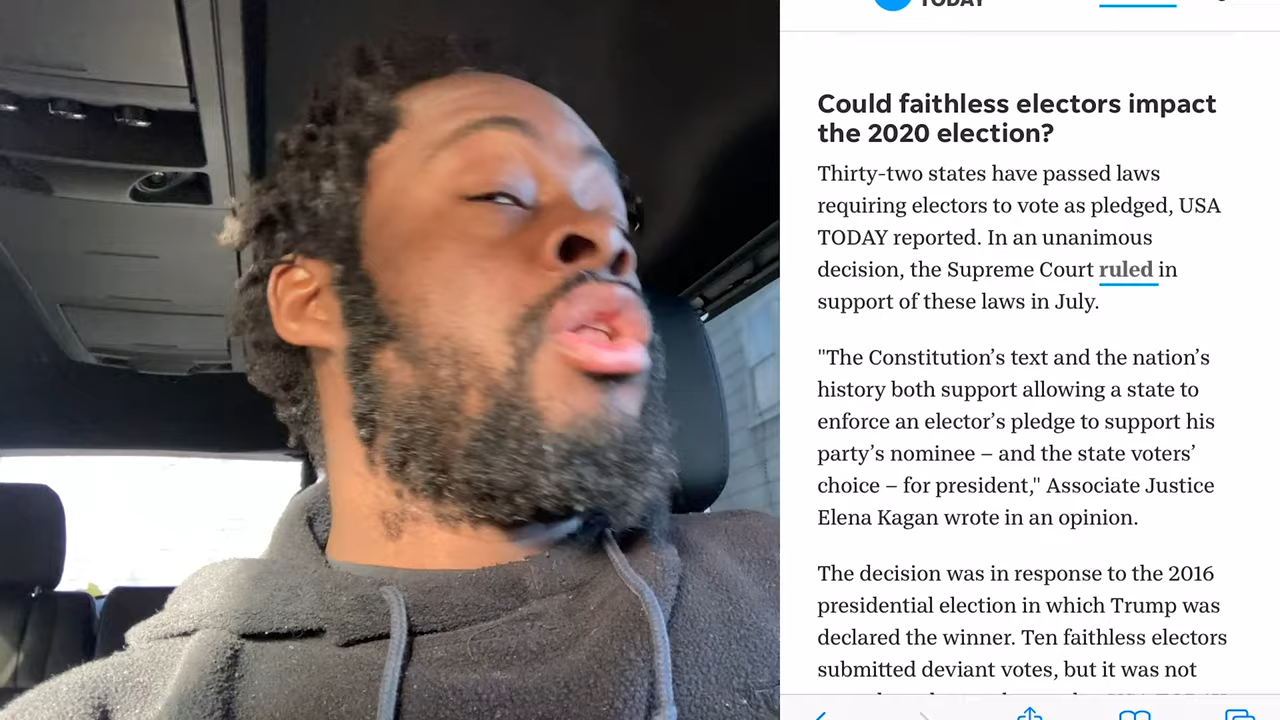 TODAY
Could faithless electors impact
the 2020 election?
Thirty-two states have passed laws
requiring electors to vote as pledged, USA
TODAY reported. In an unanimous
decision, the Supreme Court ruled in
support of these laws in July.
"The Constitution’s text and the nation’s
history both support allowing a state to
enforce an elector’s pledge to support his
party’s nominee – and the state voters’
choice – for president," Associate Justice
Elena Kagan wrote in an opinion.
The decision was in response to the 2016
presidential election in which Trump was
declared the winner. Ten faithless electors
submitted deviant votes, but it was not